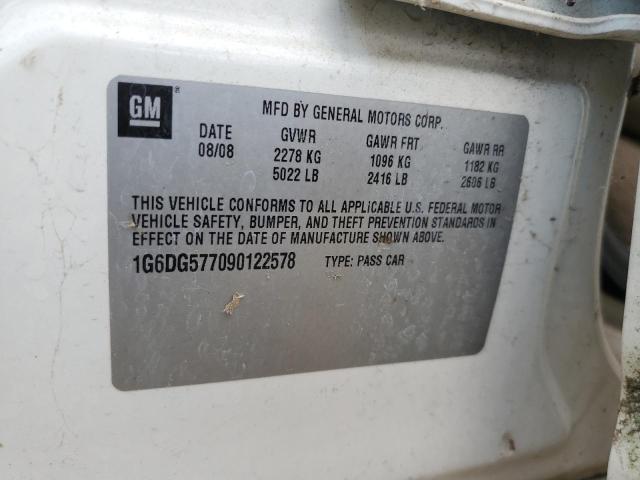 GM ®
MFD BY GENERAL MOTORS CORP.
DATE GVWR GAWR FRT GAWR RR
08/08 2278 KG 1096 KG 1182 KG
5022 LB 2416 LB 2606 LB
THIS VEHICLE CONFORMS TO ALL APPLICABLE U.S. FEDERAL MOTOR
VEHICLE SAFETY, BUMPER, AND THEFT PREVENTION STANDARDS IN
EFFECT ON THE DATE OF MANUFACTURE SHOWN ABOVE.
1G6DG577090122578 TYPE: PASS CAR